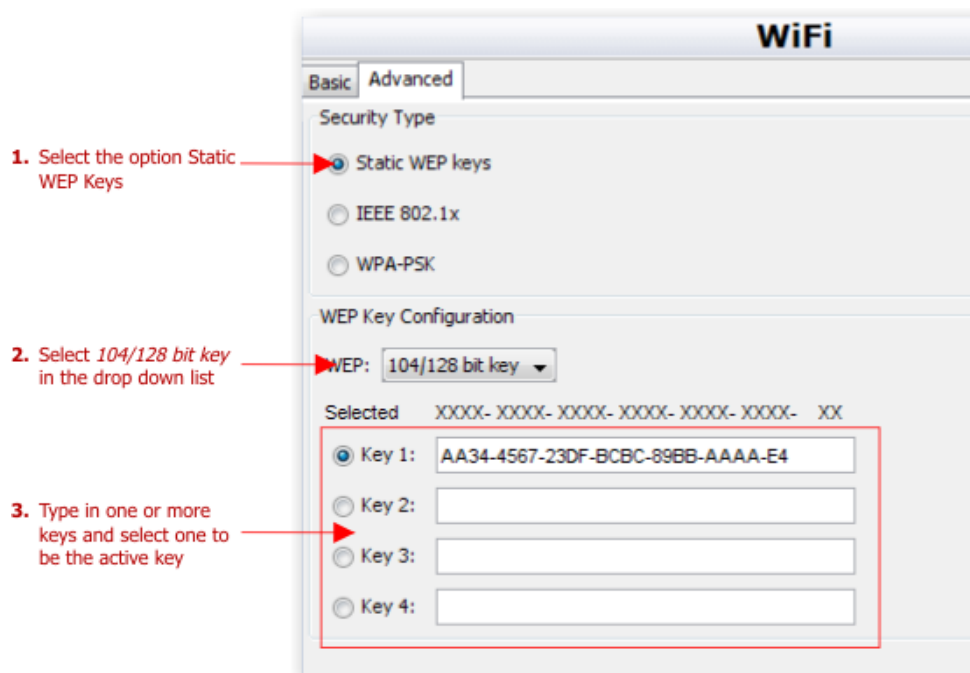 WiFi
Basic Advanced
Security Type
1. Select the option Static
WEP Keys
Static WEP keys
IEEE 802.1x
WPA-PSK
WEP Key Configuration
2. Select 104/128 bit key
in the drop down list
WEP: 104/128 bit key
Selected XXXX- XXXX- XXXX- XXXX- XXXX- XXXX- XX
Key 1: AA34-4567-23DF-BCBC-89BB-AAAA-E4
Key 2:
3. Type in one or more
keys and select one to
be the active key
Key 3:
Key 4: